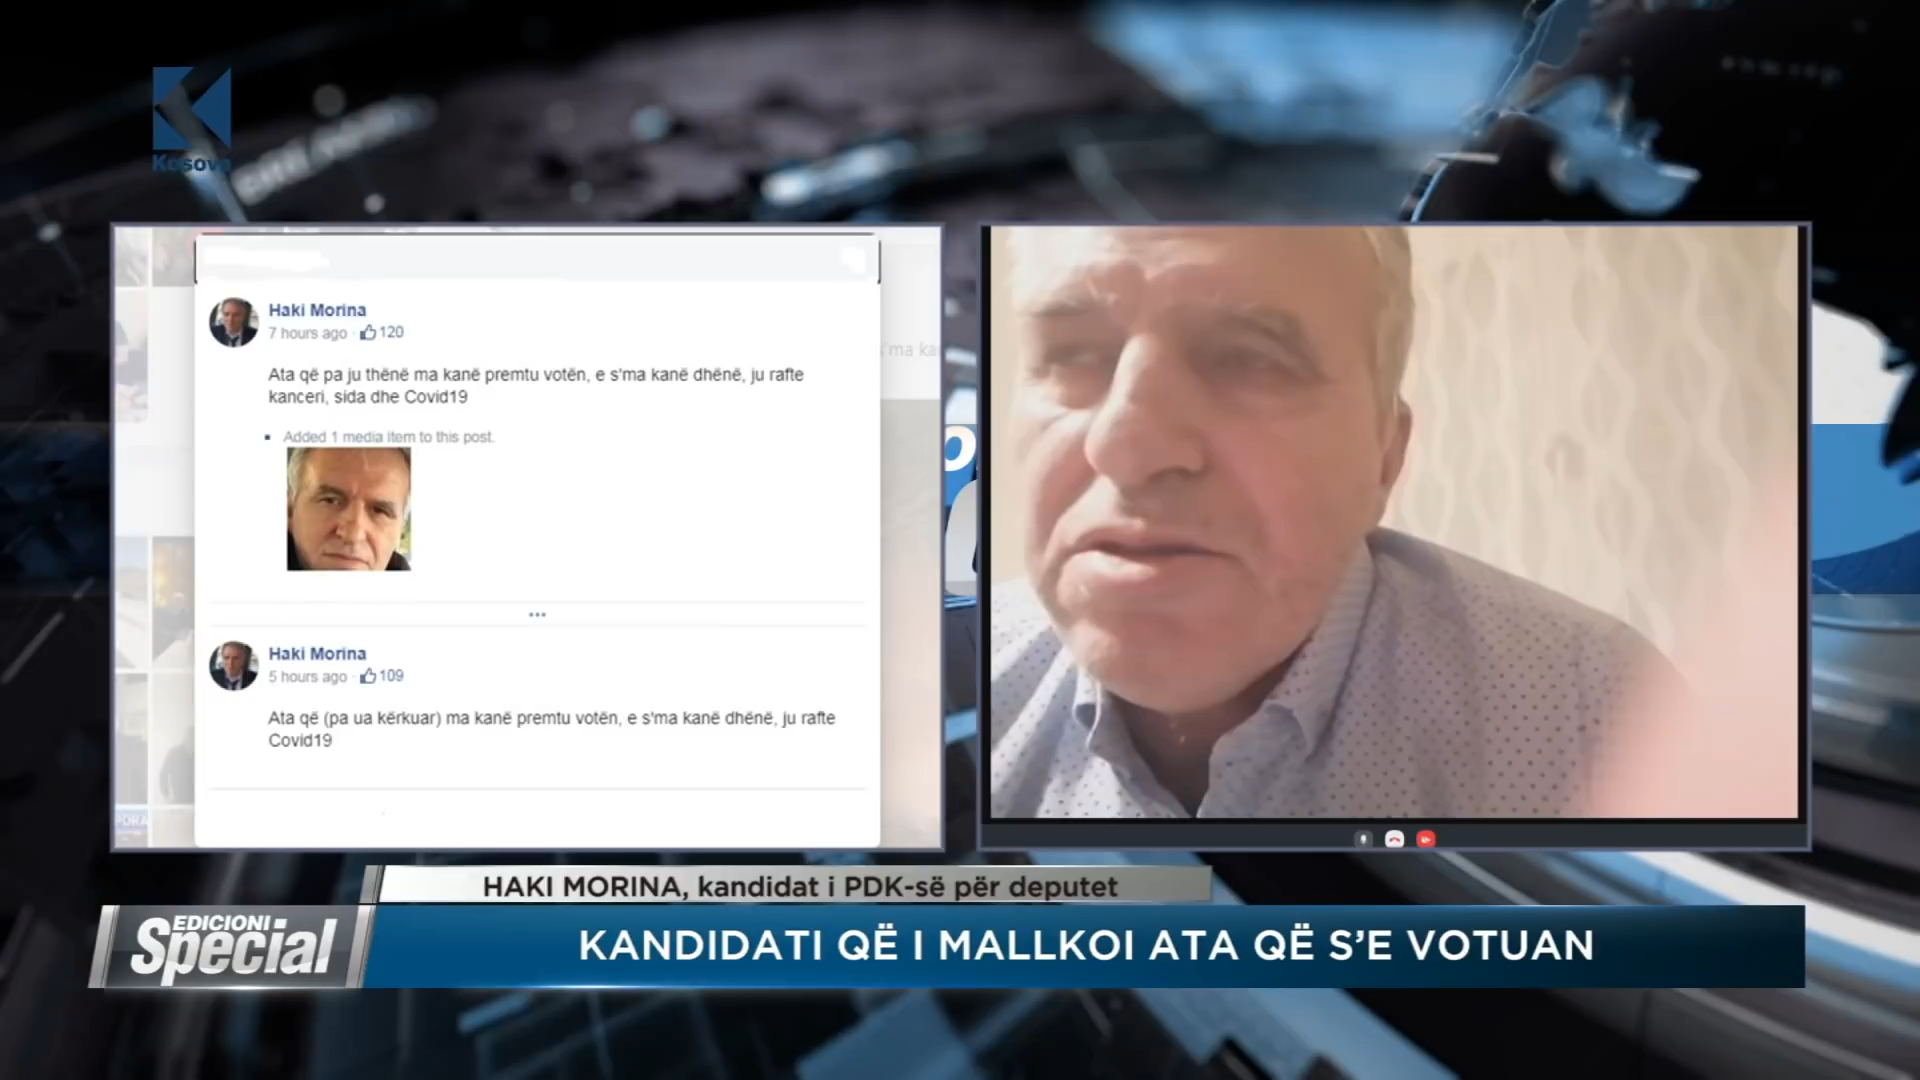 Kosova
Haki Morina
7 hours ago · 120
Ata që pa ju thënë ma kanë premtu votën, e s'ma kanë dhënë, ju rafte
kanceri, sida dhe Covid19
Added 1 media item to this post.
Haki Morina
5 hours ago · 109
Ata që (pa ua kërkuar) ma kanë premtu votën, e s'ma kanë dhënë, ju rafte
Covid19
HAKI MORINA, kandidat i PDK-së për deputet
EDICIONI
Special
KANDIDATI QË I MALLKOI ATA QË S’E VOTUAN